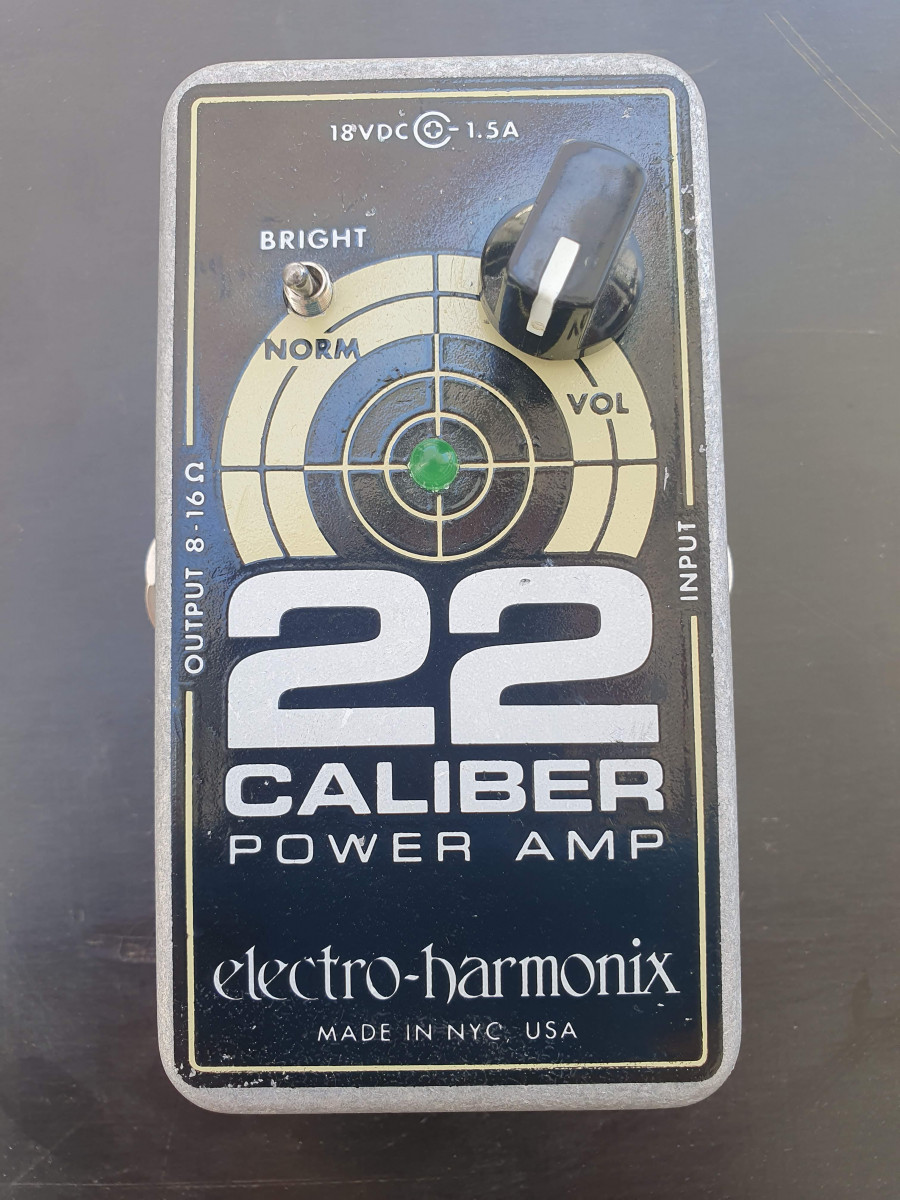 18VDC - 1.5A
BRIGHT
NORM
VOL
OUTPUT 8-16Ω
INPUT
22
CALIBER
POWER AMP
electro-harmonix
MADE IN NYC, USA